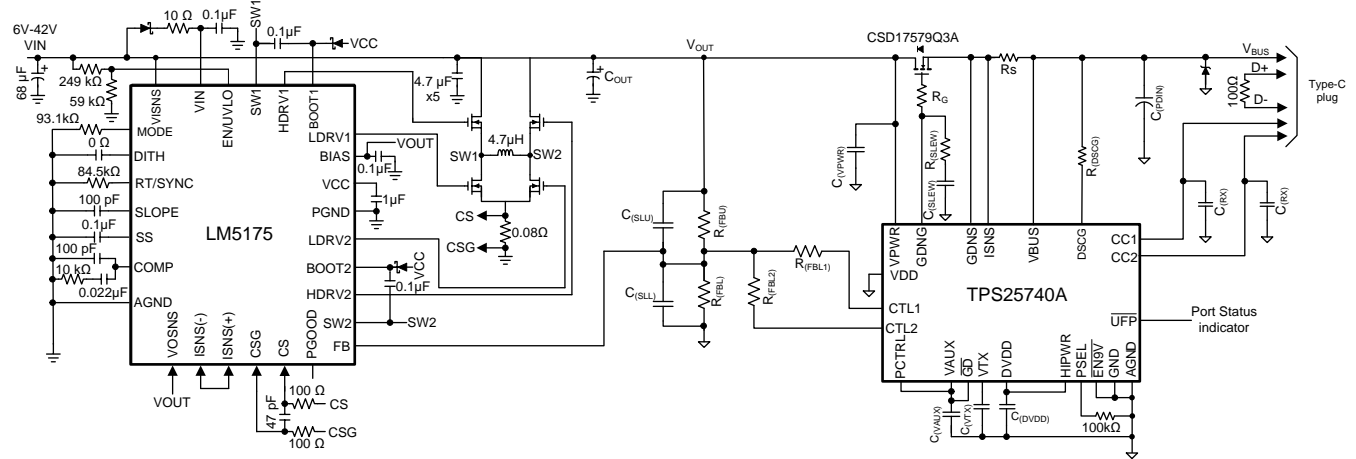 10 Ω
0.1µF
SW1
0.1µF
VCC
6V-42V
VIN
68 µF
+
249 kΩ
59 kΩ
93.1kΩ
0 Ω
84.5kΩ
100 pF
0.1µF
100 pF
10 kΩ
0.022µF
VISNS
VIN
EN/UVLO
SW1
HDRV1
BOOT1
MODE
DITH
RT/SYNC
SLOPE
SS
COMP
AGND
LM5175
LDRV1
BIAS
VCC
PGND
LDRV2
BOOT2
HDRV2
SW2
FB
VOSNS
ISNS(-)
ISNS(+)
CSG
CS
PGOOD
VOUT
47 pF
100 Ω
CS
CSG
100 Ω
VOUT
0.1µF
1µF
VCC
0.1µF
SW2
4.7 µF
x5
4.7µH
SW1
SW2
CS
CSG
0.08Ω
+
COUT
VOUT
CSD17579Q3A
RG
Rs
C(VPWR)
R(SLEW)
C(SLEW)
R(DSCG)
C(PDIN)
VBUS
D+
100Ω
D-
Type-C
plug
C(RX)
C(RX)
C(SLU)
R(FBU)
C(SLL)
R(FBL)
R(FBL2)
R(FBL1)
VPWR
GDNG
GDNS
ISNS
VBUS
DSCG
VDD
CC1
CC2
TPS25740A
CTL1
CTL2
UFP
Port Status
indicator
PCTRL
VAUX
GD
VTX
DVDD
HIPWR
PSEL
EN9V
GND
AGND
C(VAUX)
C(VTX)
C(DVDD)
100kΩ